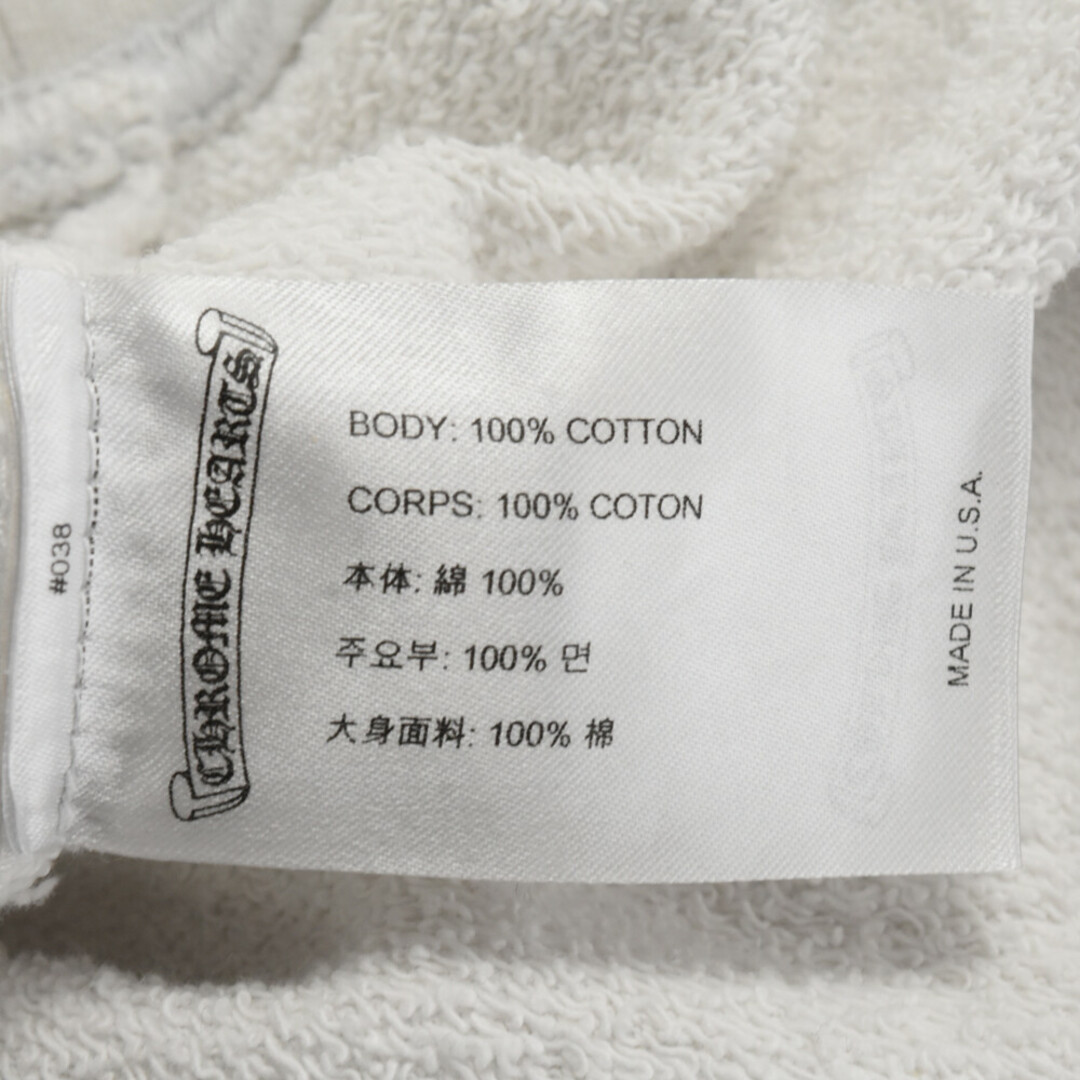 #038
CHROME HEARTS
BODY: 100% COTTON
CORPS: 100% COTON
本体: 綿 100%
주요부: 100% 면
大身面料: 100% 棉
MADE IN U.S.A.